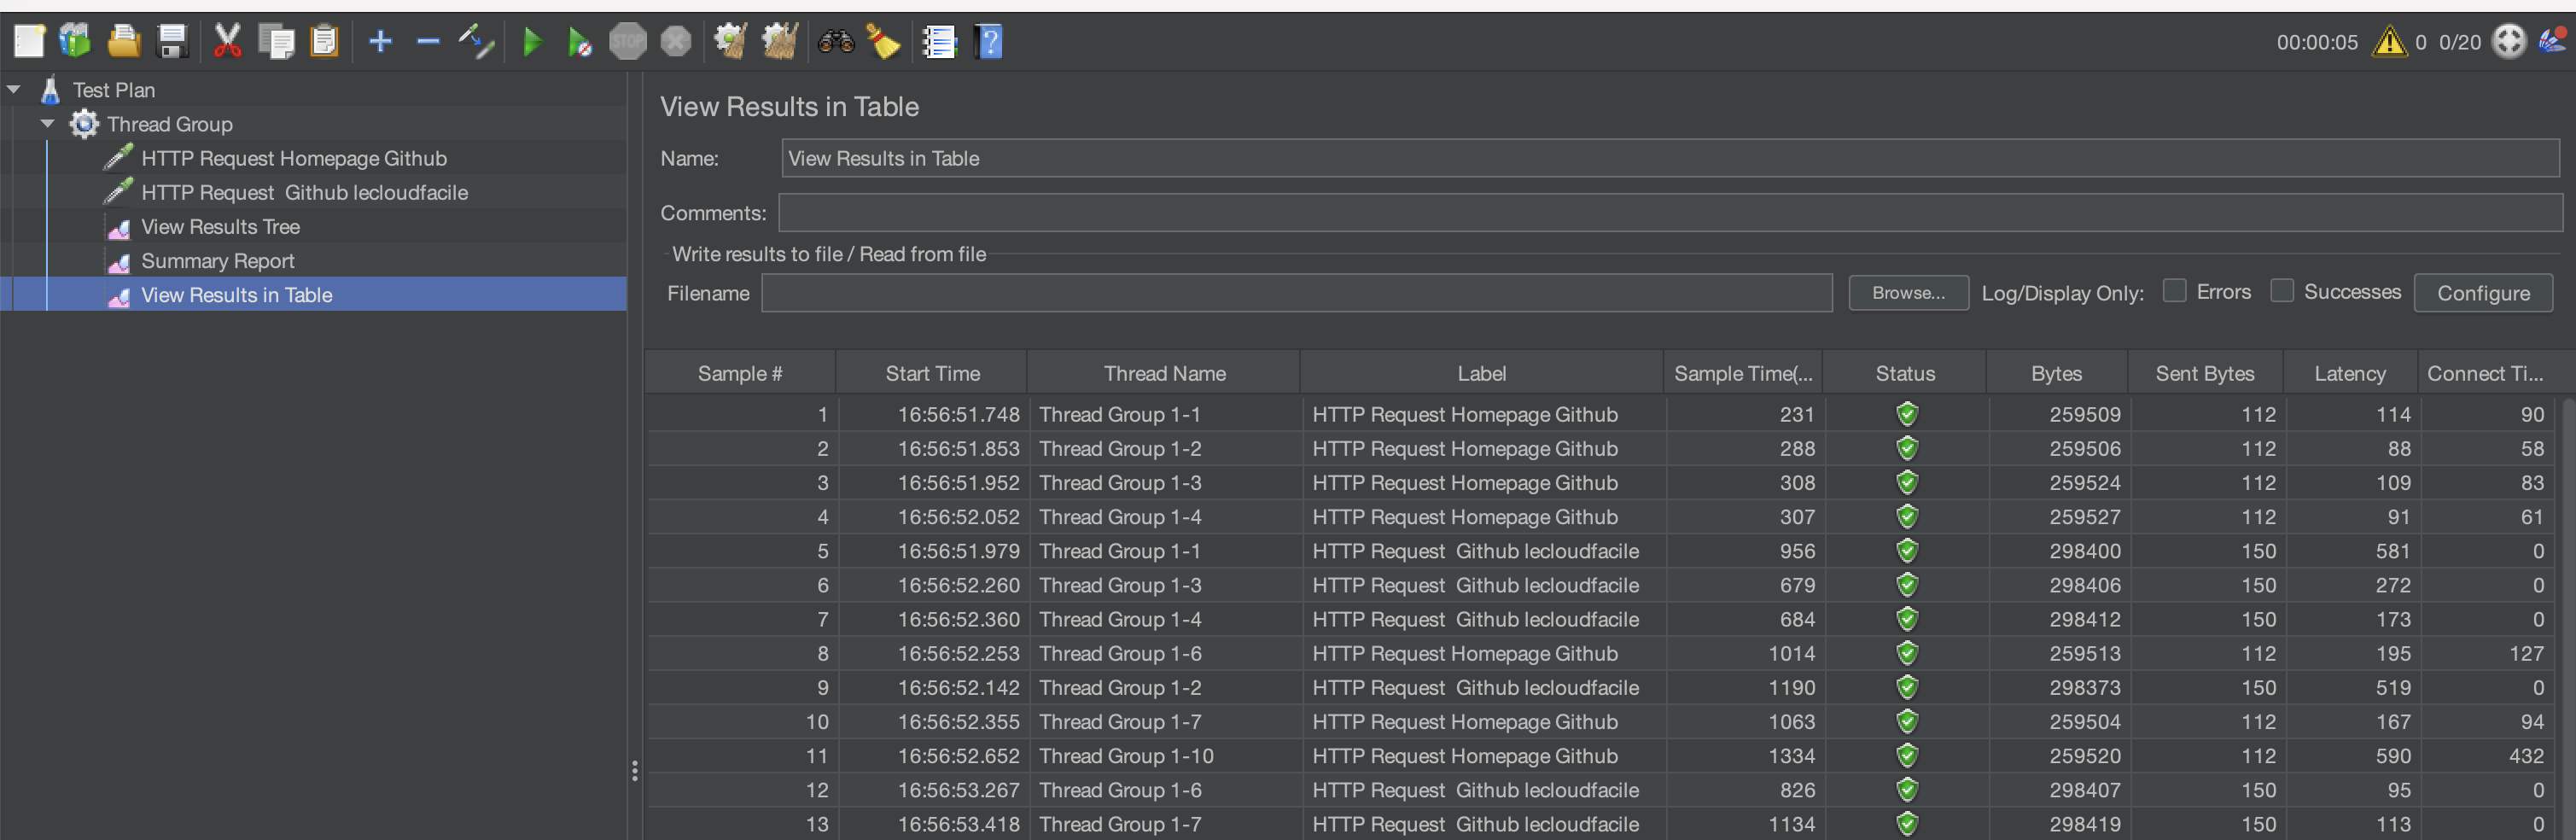 STOP
?
00:00:05 0 0/20
Test Plan
Thread Group
HTTP Request Homepage Github
HTTP Request  Github lecloudfacile
View Results Tree
Summary Report
View Results in Table
View Results in Table
Name: View Results in Table
Comments:
Write results to file / Read from file
Filename Browse... Log/Display Only: Errors Successes Configure
Sample # Start Time Thread Name Label Sample Time(... Status Bytes Sent Bytes Latency Connect Ti...
1 16:56:51.748 Thread Group 1-1 HTTP Request Homepage Github 231 259509 112 114 90
2 16:56:51.853 Thread Group 1-2 HTTP Request Homepage Github 288 259506 112 88 58
3 16:56:51.952 Thread Group 1-3 HTTP Request Homepage Github 308 259524 112 109 83
4 16:56:52.052 Thread Group 1-4 HTTP Request Homepage Github 307 259527 112 91 61
5 16:56:51.979 Thread Group 1-1 HTTP Request  Github lecloudfacile 956 298400 150 581 0
6 16:56:52.260 Thread Group 1-3 HTTP Request  Github lecloudfacile 679 298406 150 272 0
7 16:56:52.360 Thread Group 1-4 HTTP Request  Github lecloudfacile 684 298412 150 173 0
8 16:56:52.253 Thread Group 1-6 HTTP Request Homepage Github 1014 259513 112 195 127
9 16:56:52.142 Thread Group 1-2 HTTP Request  Github lecloudfacile 1190 298373 150 519 0
10 16:56:52.355 Thread Group 1-7 HTTP Request Homepage Github 1063 259504 112 167 94
11 16:56:52.652 Thread Group 1-10 HTTP Request Homepage Github 1334 259520 112 590 432
12 16:56:53.267 Thread Group 1-6 HTTP Request  Github lecloudfacile 826 298407 150 95 0
13 16:56:53.418 Thread Group 1-7 HTTP Request  Github lecloudfacile 1134 298419 150 113 0